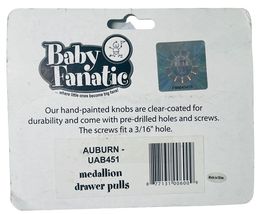 Baby
Fanatic
... where little ones become big fans!
Our hand-painted knobs are clear-coated for
durability and come with pre-drilled holes and screws.
The screws fit a 3/16" hole.
AUBURN -
UAB451
medallion
drawer pulls
Made in China